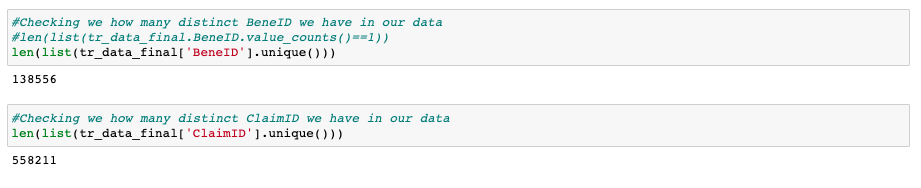 #Checking we how many distinct BeneID we have in our data
#len(list(tr_data_final.BeneID.value_counts()==1))
len(list(tr_data_final['BeneID'].unique()))
138556
#Checking we how many distinct ClaimID we have in our data
len(list(tr_data_final['ClaimID'].unique()))
558211